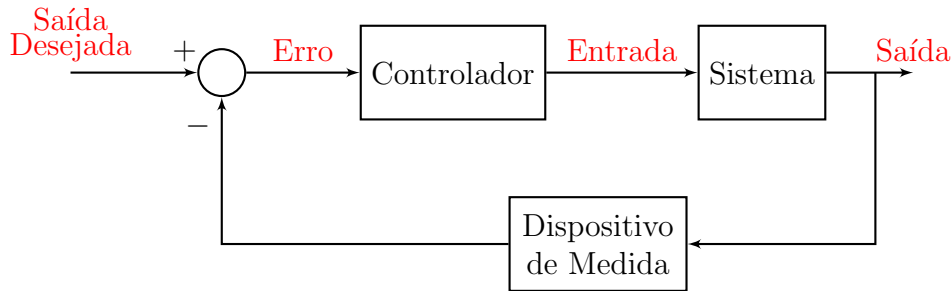 Saída
Desejada
+
Erro
Controlador
Entrada
Sistema
Saída
−
Dispositivo
de Medida